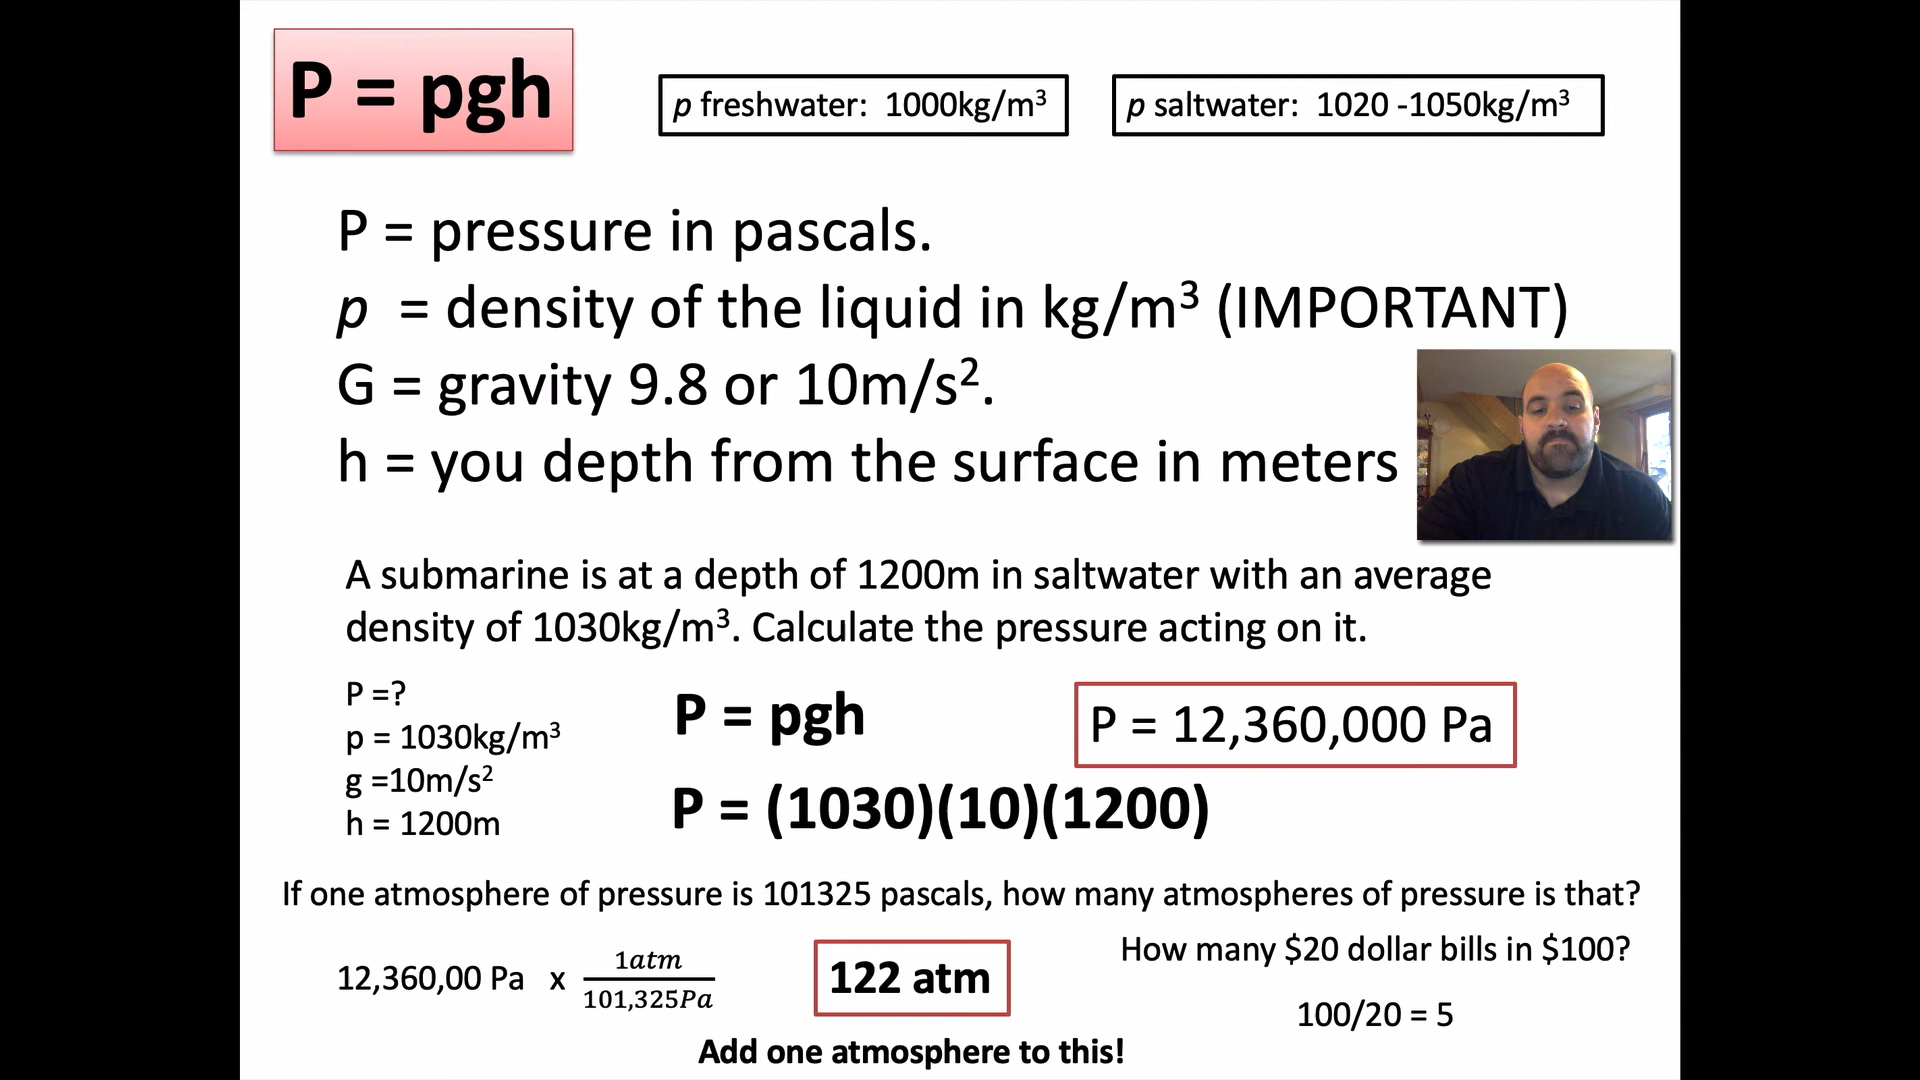 P = pgh
p freshwater: 1000kg/m³
p saltwater: 1020 -1050kg/m³
P = pressure in pascals.
p = density of the liquid in kg/m³ (IMPORTANT)
G = gravity 9.8 or 10m/s².
h = you depth from the surface in meters
A submarine is at a depth of 1200m in saltwater with an average
density of 1030kg/m³. Calculate the pressure acting on it.
P =?
p = 1030kg/m³
g =10m/s²
h = 1200m
P = pgh
P = (1030)(10)(1200)
P = 12,360,000 Pa
If one atmosphere of pressure is 101325 pascals, how many atmospheres of pressure is that?
12,360,00 Pa x 1atm/101,325Pa
122 atm
Add one atmosphere to this!
How many $20 dollar bills in $100?
100/20 = 5